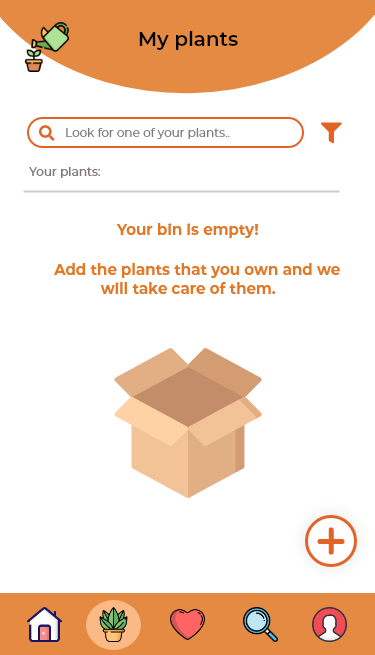 My plants
Look for one of your plants..
Your plants:
Your bin is empty!
Add the plants that you own and we
will take care of them.